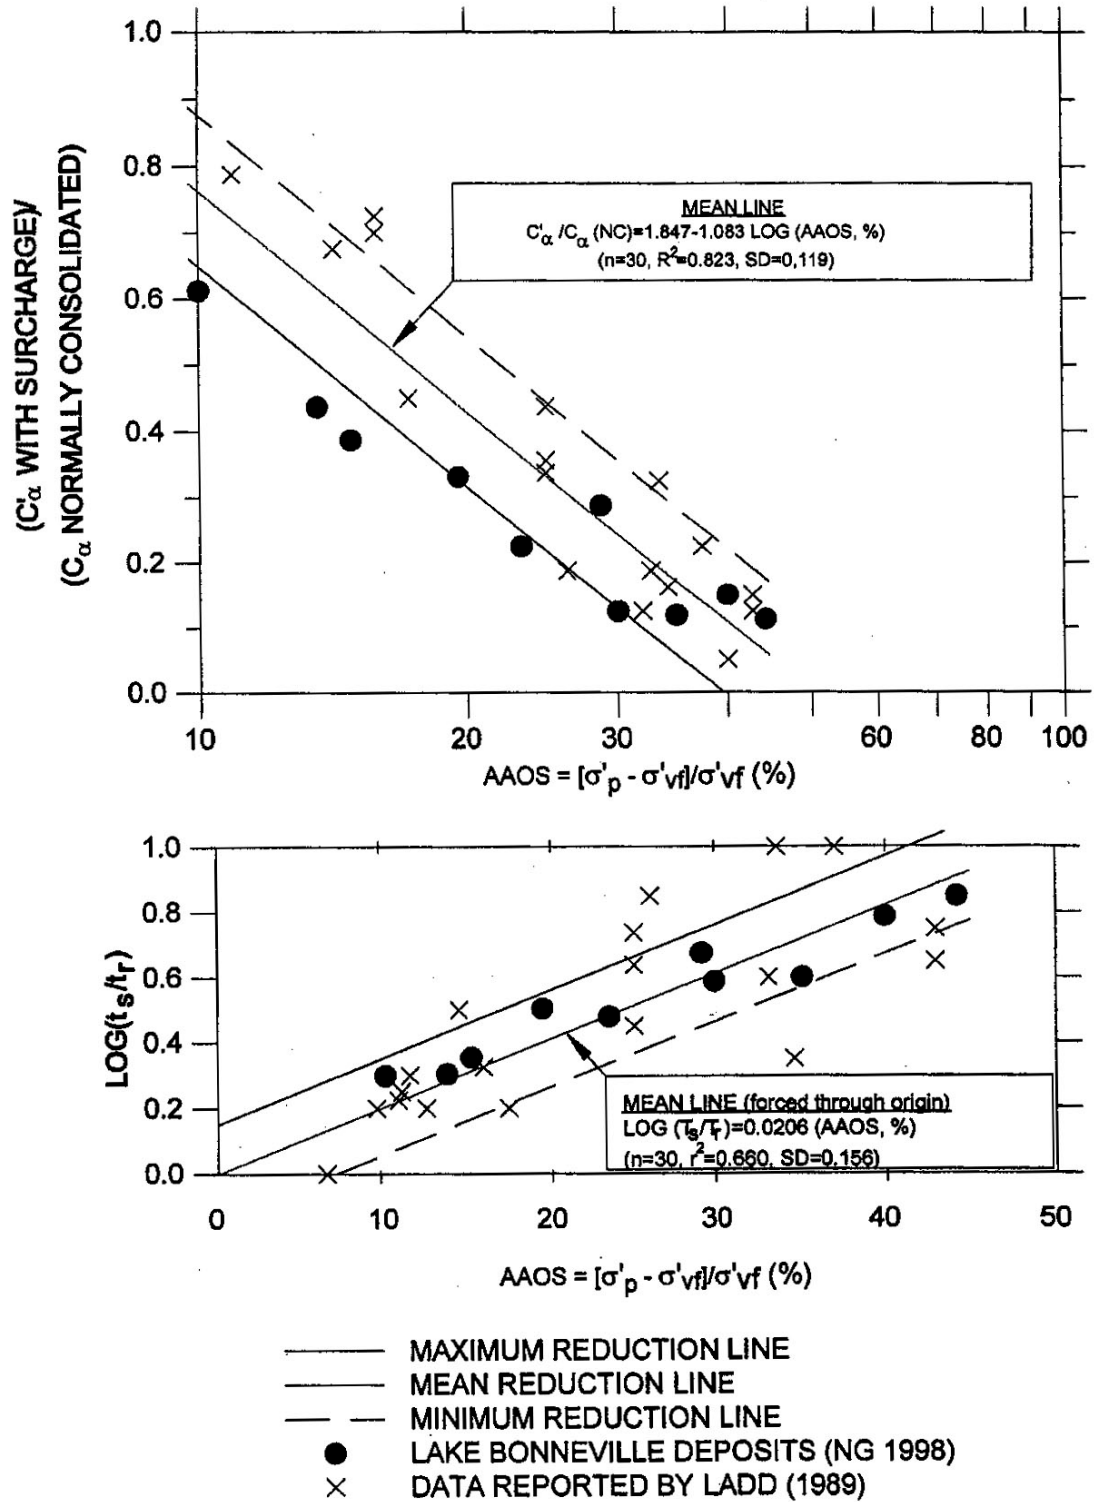 (C'α WITH SURCHARGE)/
(Cα NORMALLY CONSOLIDATED)
1.0
0.8
0.6
0.4
0.2
0.0
MEAN LINE
C'α /Cα (NC)=1.847-1.083 LOG (AAOS, %)
(n=30, R²=0.823, SD=0,119)
10 20 30 60 80 100
AAOS = [σ'p - σ'vf]/σ'vf (%)
LOG(ts/tr)
1.0
0.8
0.6
0.4
0.2
0.0
MEAN LINE (forced through origin)
LOG (Ts/Tr)=0.0206 (AAOS, %)
(n=30, r²=0.660, SD=0,156)
0 10 20 30 40 50
AAOS = [σ'p - σ'vf]/σ'vf (%)
MAXIMUM REDUCTION LINE
MEAN REDUCTION LINE
MINIMUM REDUCTION LINE
LAKE BONNEVILLE DEPOSITS (NG 1998)
DATA REPORTED BY LADD (1989)